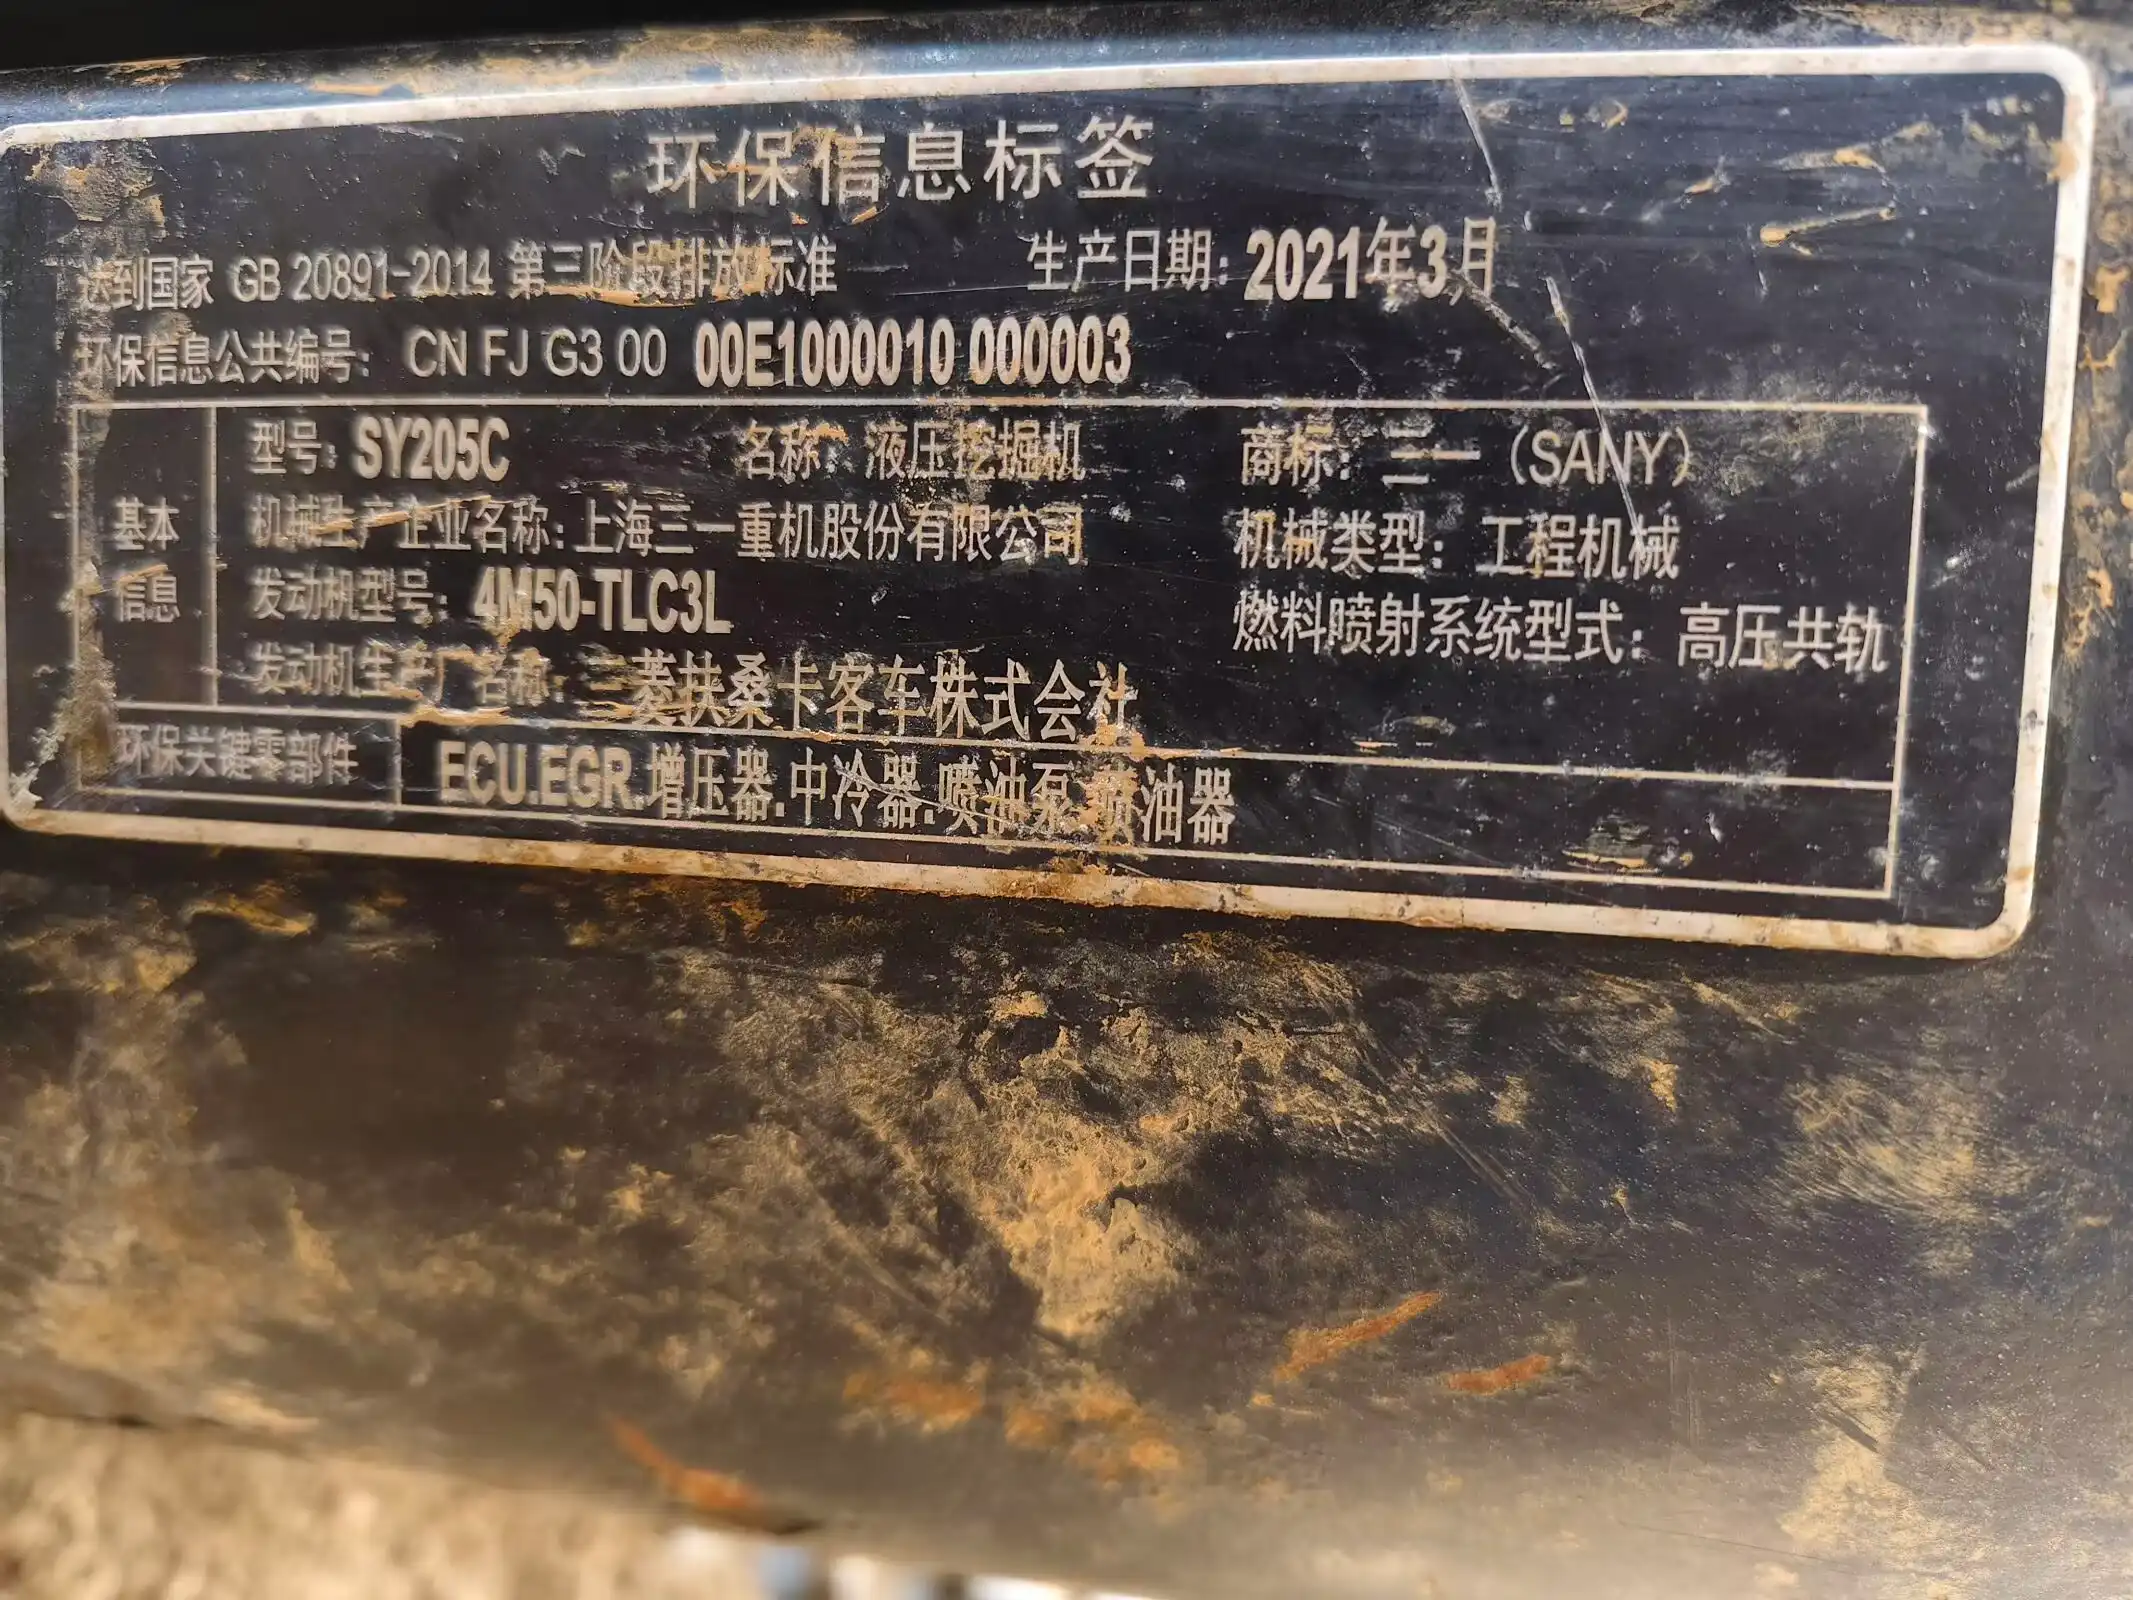 环保信息标签
达到国家 GB 20891-2014 第三阶段排放标准 生产日期: 2021年3月
环保信息公共编号: CN FJ G3 00 00E1000010 000003
基本信息
型号: SY205C 名称: 液压挖掘机 商标: 三一 (SANY)
机械生产企业名称: 上海三一重机股份有限公司 机械类型: 工程机械
发动机型号: 4M50-TLC3L 燃料喷射系统型式: 高压共轨
发动机生产厂名称: 三菱扶桑卡客车株式会社
环保关键零部件 ECU.EGR.增压器.中冷器.喷油泵.喷油器